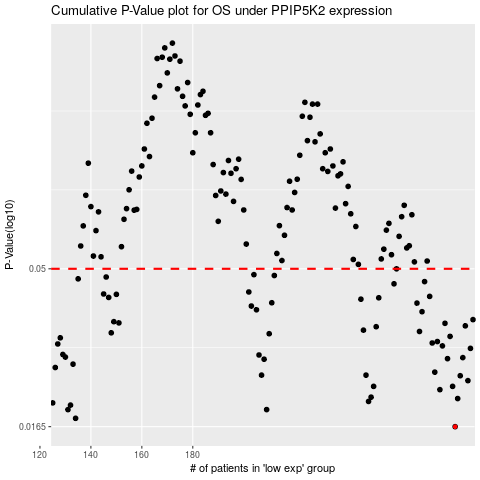 Cumulative P-Value plot for OS under PPIP5K2 expression
P-Value(log10)
0.05
0.0165
120 140 160 180
# of patients in 'low exp' group